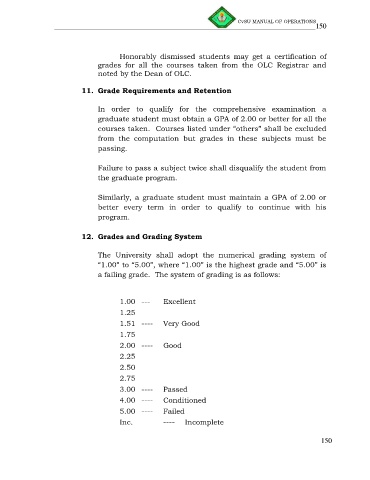 CvSU MANUAL OF OPERATIONS
150
Honorably dismissed students may get a certification of
grades for all the courses taken from the OLC Registrar and
noted by the Dean of OLC.
11. Grade Requirements and Retention
In order to qualify for the comprehensive examination a
graduate student must obtain a GPA of 2.00 or better for all the
courses taken. Courses listed under “others” shall be excluded
from the computation but grades in these subjects must be
passing.
Failure to pass a subject twice shall disqualify the student from
the graduate program.
Similarly, a graduate student must maintain a GPA of 2.00 or
better every term in order to qualify to continue with his
program.
12. Grades and Grading System
The University shall adopt the numerical grading system of
“1.00” to “5.00”, where “1.00” is the highest grade and “5.00” is
a failing grade. The system of grading is as follows:
1.00 --- Excellent
1.25
1.51 ---- Very Good
1.75
2.00 ---- Good
2.25
2.50
2.75
3.00 ---- Passed
4.00 ---- Conditioned
5.00 ---- Failed
Inc. ---- Incomplete
150